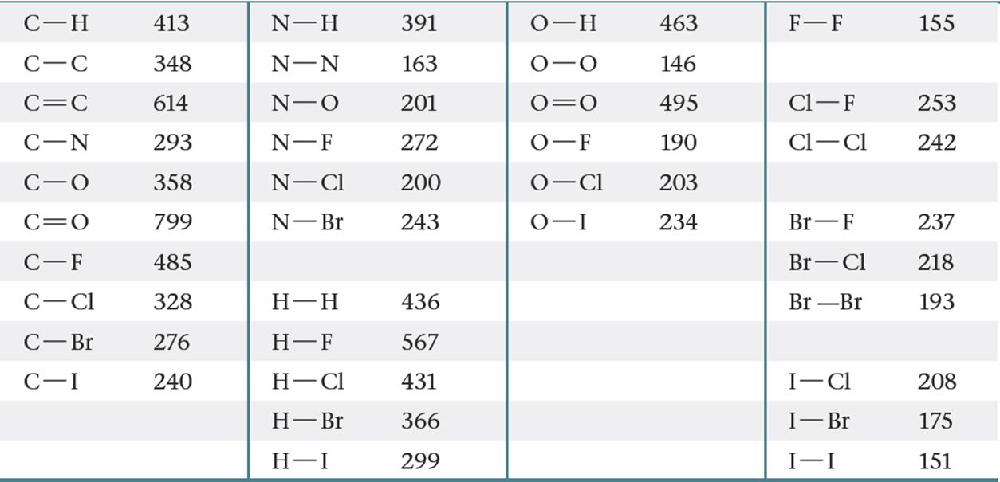 C—H 413 N—H 391 O—H 463 F—F 155
C—C 348 N—N 163 O—O 146
C=C 614 N—O 201 O=O 495 Cl—F 253
C—N 293 N—F 272 O—F 190 Cl—Cl 242
C—O 358 N—Cl 200 O—Cl 203
C=O 799 N—Br 243 O—I 234 Br—F 237
C—F 485 Br—Cl 218
C—Cl 328 H—H 436 Br —Br 193
C—Br 276 H—F 567
C—I 240 H—Cl 431 I—Cl 208
H—Br 366 I—Br 175
H—I 299 I—I 151